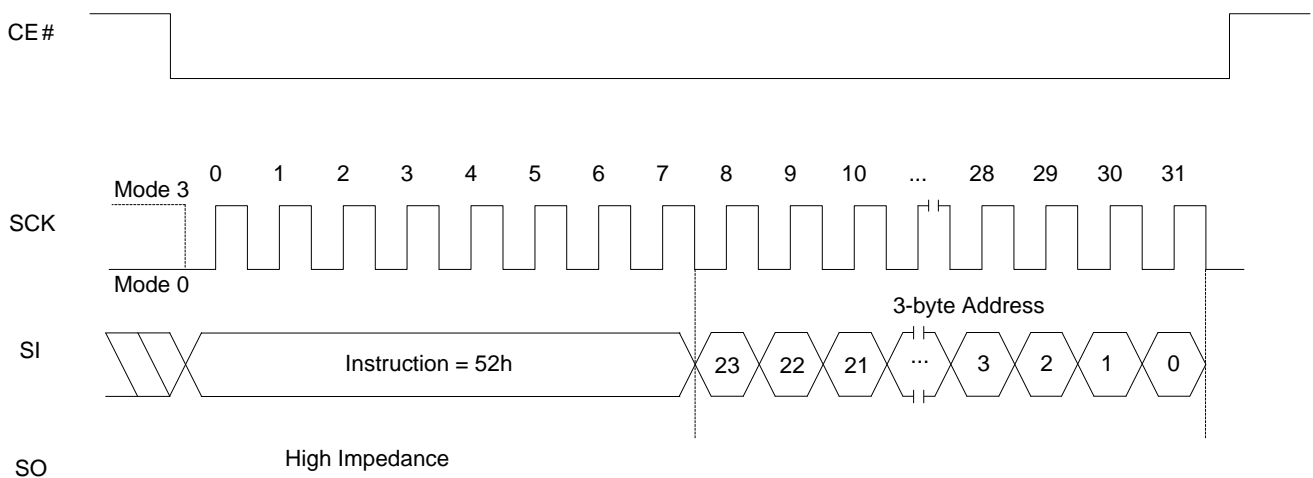 CE#
0 1 2 3 4 5 6 7 8 9 10 ... 28 29 30 31
Mode 3
SCK
Mode 0
3-byte Address
SI
Instruction = 52h 23 22 21 ... 3 2 1 0
High Impedance
SO